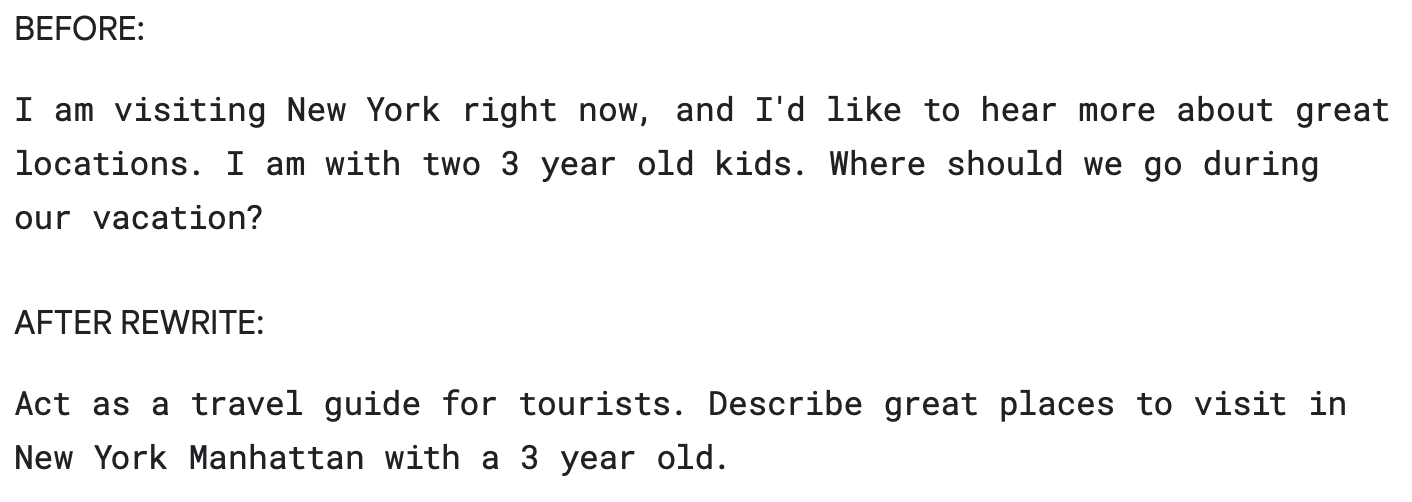 BEFORE:
I am visiting New York right now, and I'd like to hear more about great
locations. I am with two 3 year old kids. Where should we go during
our vacation?
AFTER REWRITE:
Act as a travel guide for tourists. Describe great places to visit in
New York Manhattan with a 3 year old.